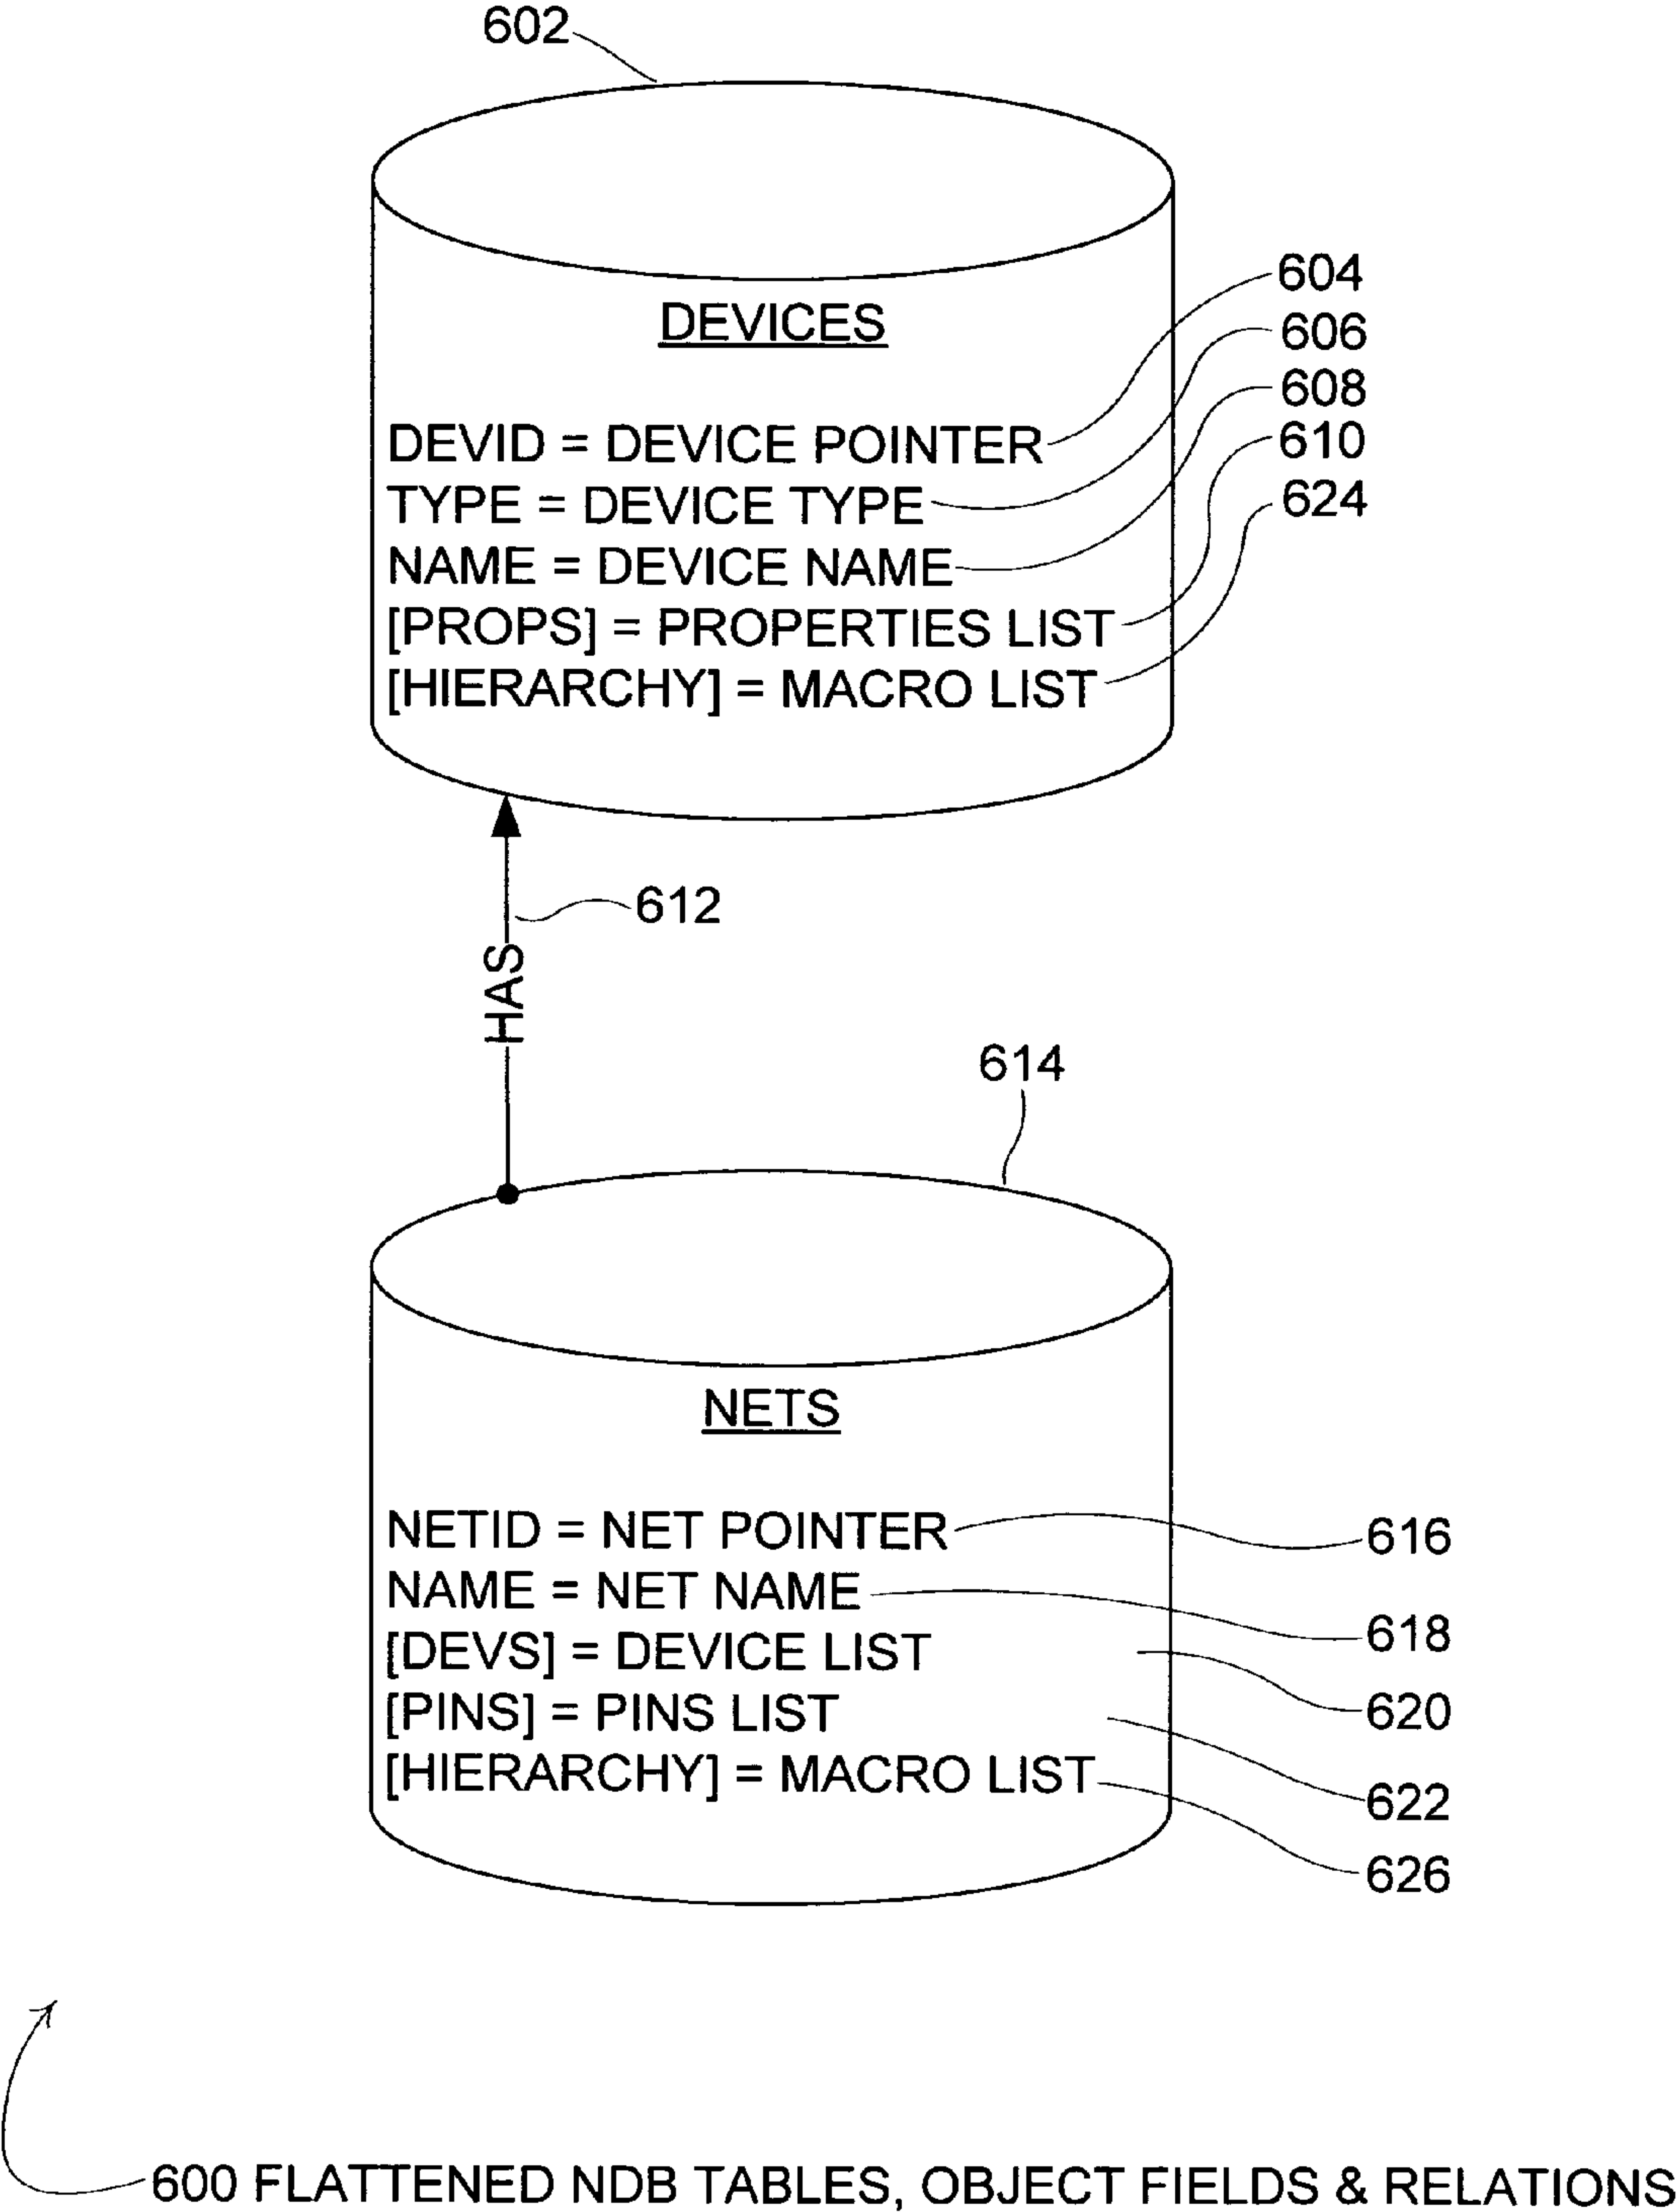 602
DEVICES
604
606
608
610
624
DEVID = DEVICE POINTER
TYPE = DEVICE TYPE
NAME = DEVICE NAME
[PROPS] = PROPERTIES LIST
[HIERARCHY] = MACRO LIST
612
HAS
614
NETS
NETID = NET POINTER
616
NAME = NET NAME
618
[DEVS] = DEVICE LIST
620
[PINS] = PINS LIST
622
[HIERARCHY] = MACRO LIST
626
600 FLATTENED NDB TABLES, OBJECT FIELDS & RELATIONS